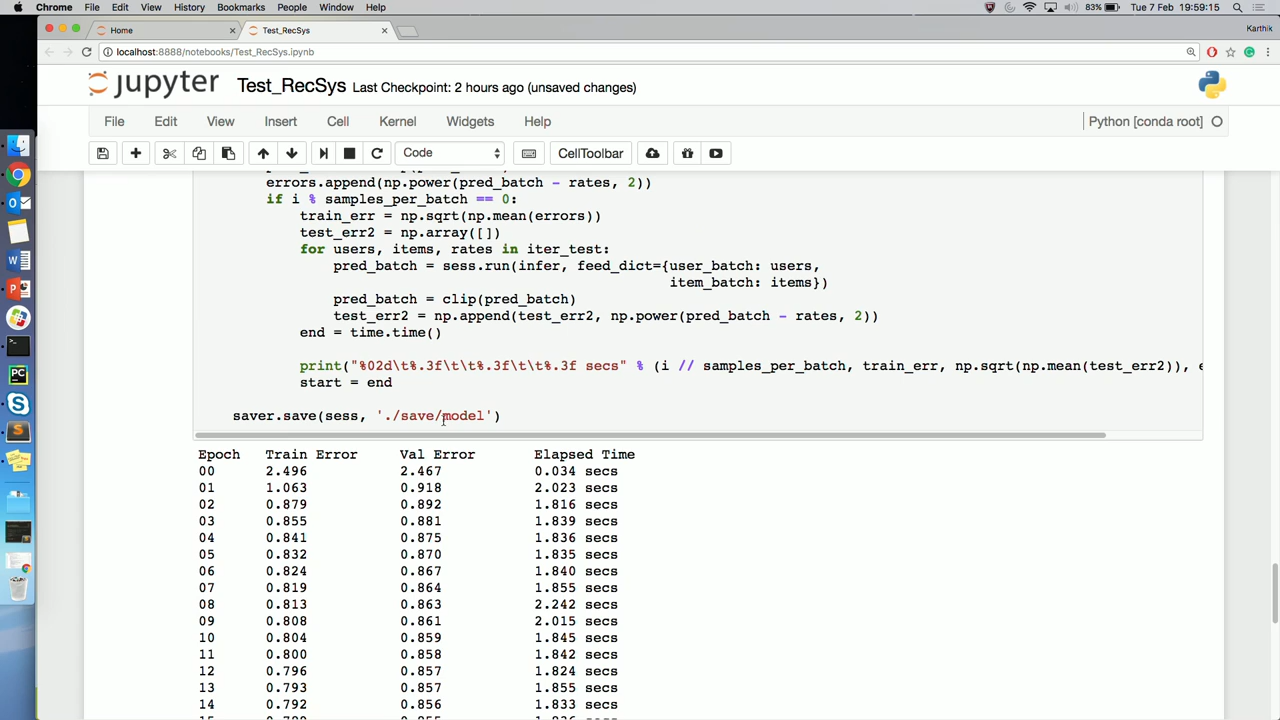 Chrome File Edit View History Bookmarks People Window Help 83% Tue 7 Feb 19:59:15
Home Test_RecSys Karthik
localhost:8888/notebooks/Test_RecSys.ipynb
jupyter Test_RecSys Last Checkpoint: 2 hours ago (unsaved changes)
File Edit View Insert Cell Kernel Widgets Help Python [conda root]
Code CellToolbar
errors.append(np.power(pred_batch - rates, 2))
if i % samples_per_batch == 0:
train_err = np.sqrt(np.mean(errors))
test_err2 = np.array([])
for users, items, rates in iter_test:
pred_batch = sess.run(infer, feed_dict={user_batch: users,
item_batch: items})
pred_batch = clip(pred_batch)
test_err2 = np.append(test_err2, np.power(pred_batch - rates, 2))
end = time.time()
print("%02d\t%.3f\t\t%.3f\t\t%.3f secs" % (i // samples_per_batch, train_err, np.sqrt(np.mean(test_err2)), e
start = end
saver.save(sess, './save/model')
Epoch Train Error Val Error Elapsed Time
00 2.496 2.467 0.034 secs
01 1.063 0.918 2.023 secs
02 0.879 0.892 1.816 secs
03 0.855 0.881 1.839 secs
04 0.841 0.875 1.836 secs
05 0.832 0.870 1.835 secs
06 0.824 0.867 1.840 secs
07 0.819 0.864 1.855 secs
08 0.813 0.863 2.242 secs
09 0.808 0.861 2.015 secs
10 0.804 0.859 1.845 secs
11 0.800 0.858 1.842 secs
12 0.796 0.857 1.824 secs
13 0.793 0.857 1.855 secs
14 0.792 0.856 1.833 secs